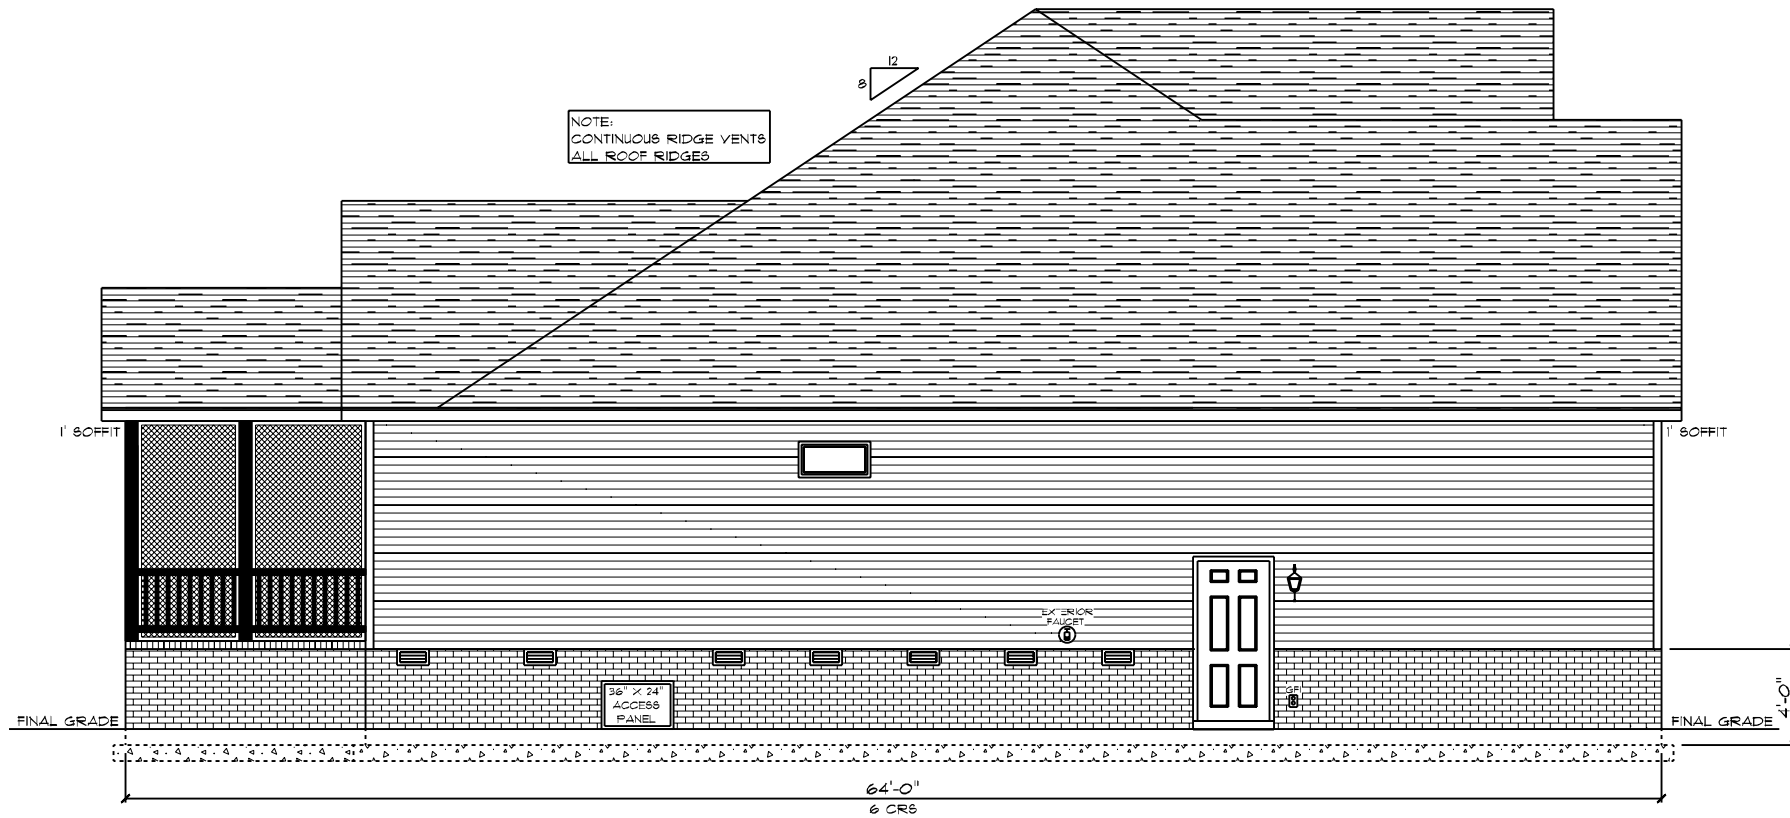 12
8
NOTE:
CONTINUOUS RIDGE VENTS
ALL ROOF RIDGES
1' SOFFIT
1' SOFFIT
EXTERIOR
FAUCET
36" X 24"
ACCESS
PANEL
GFI
4'-0"
FINAL GRADE
FINAL GRADE
64'-0"
6 CRS